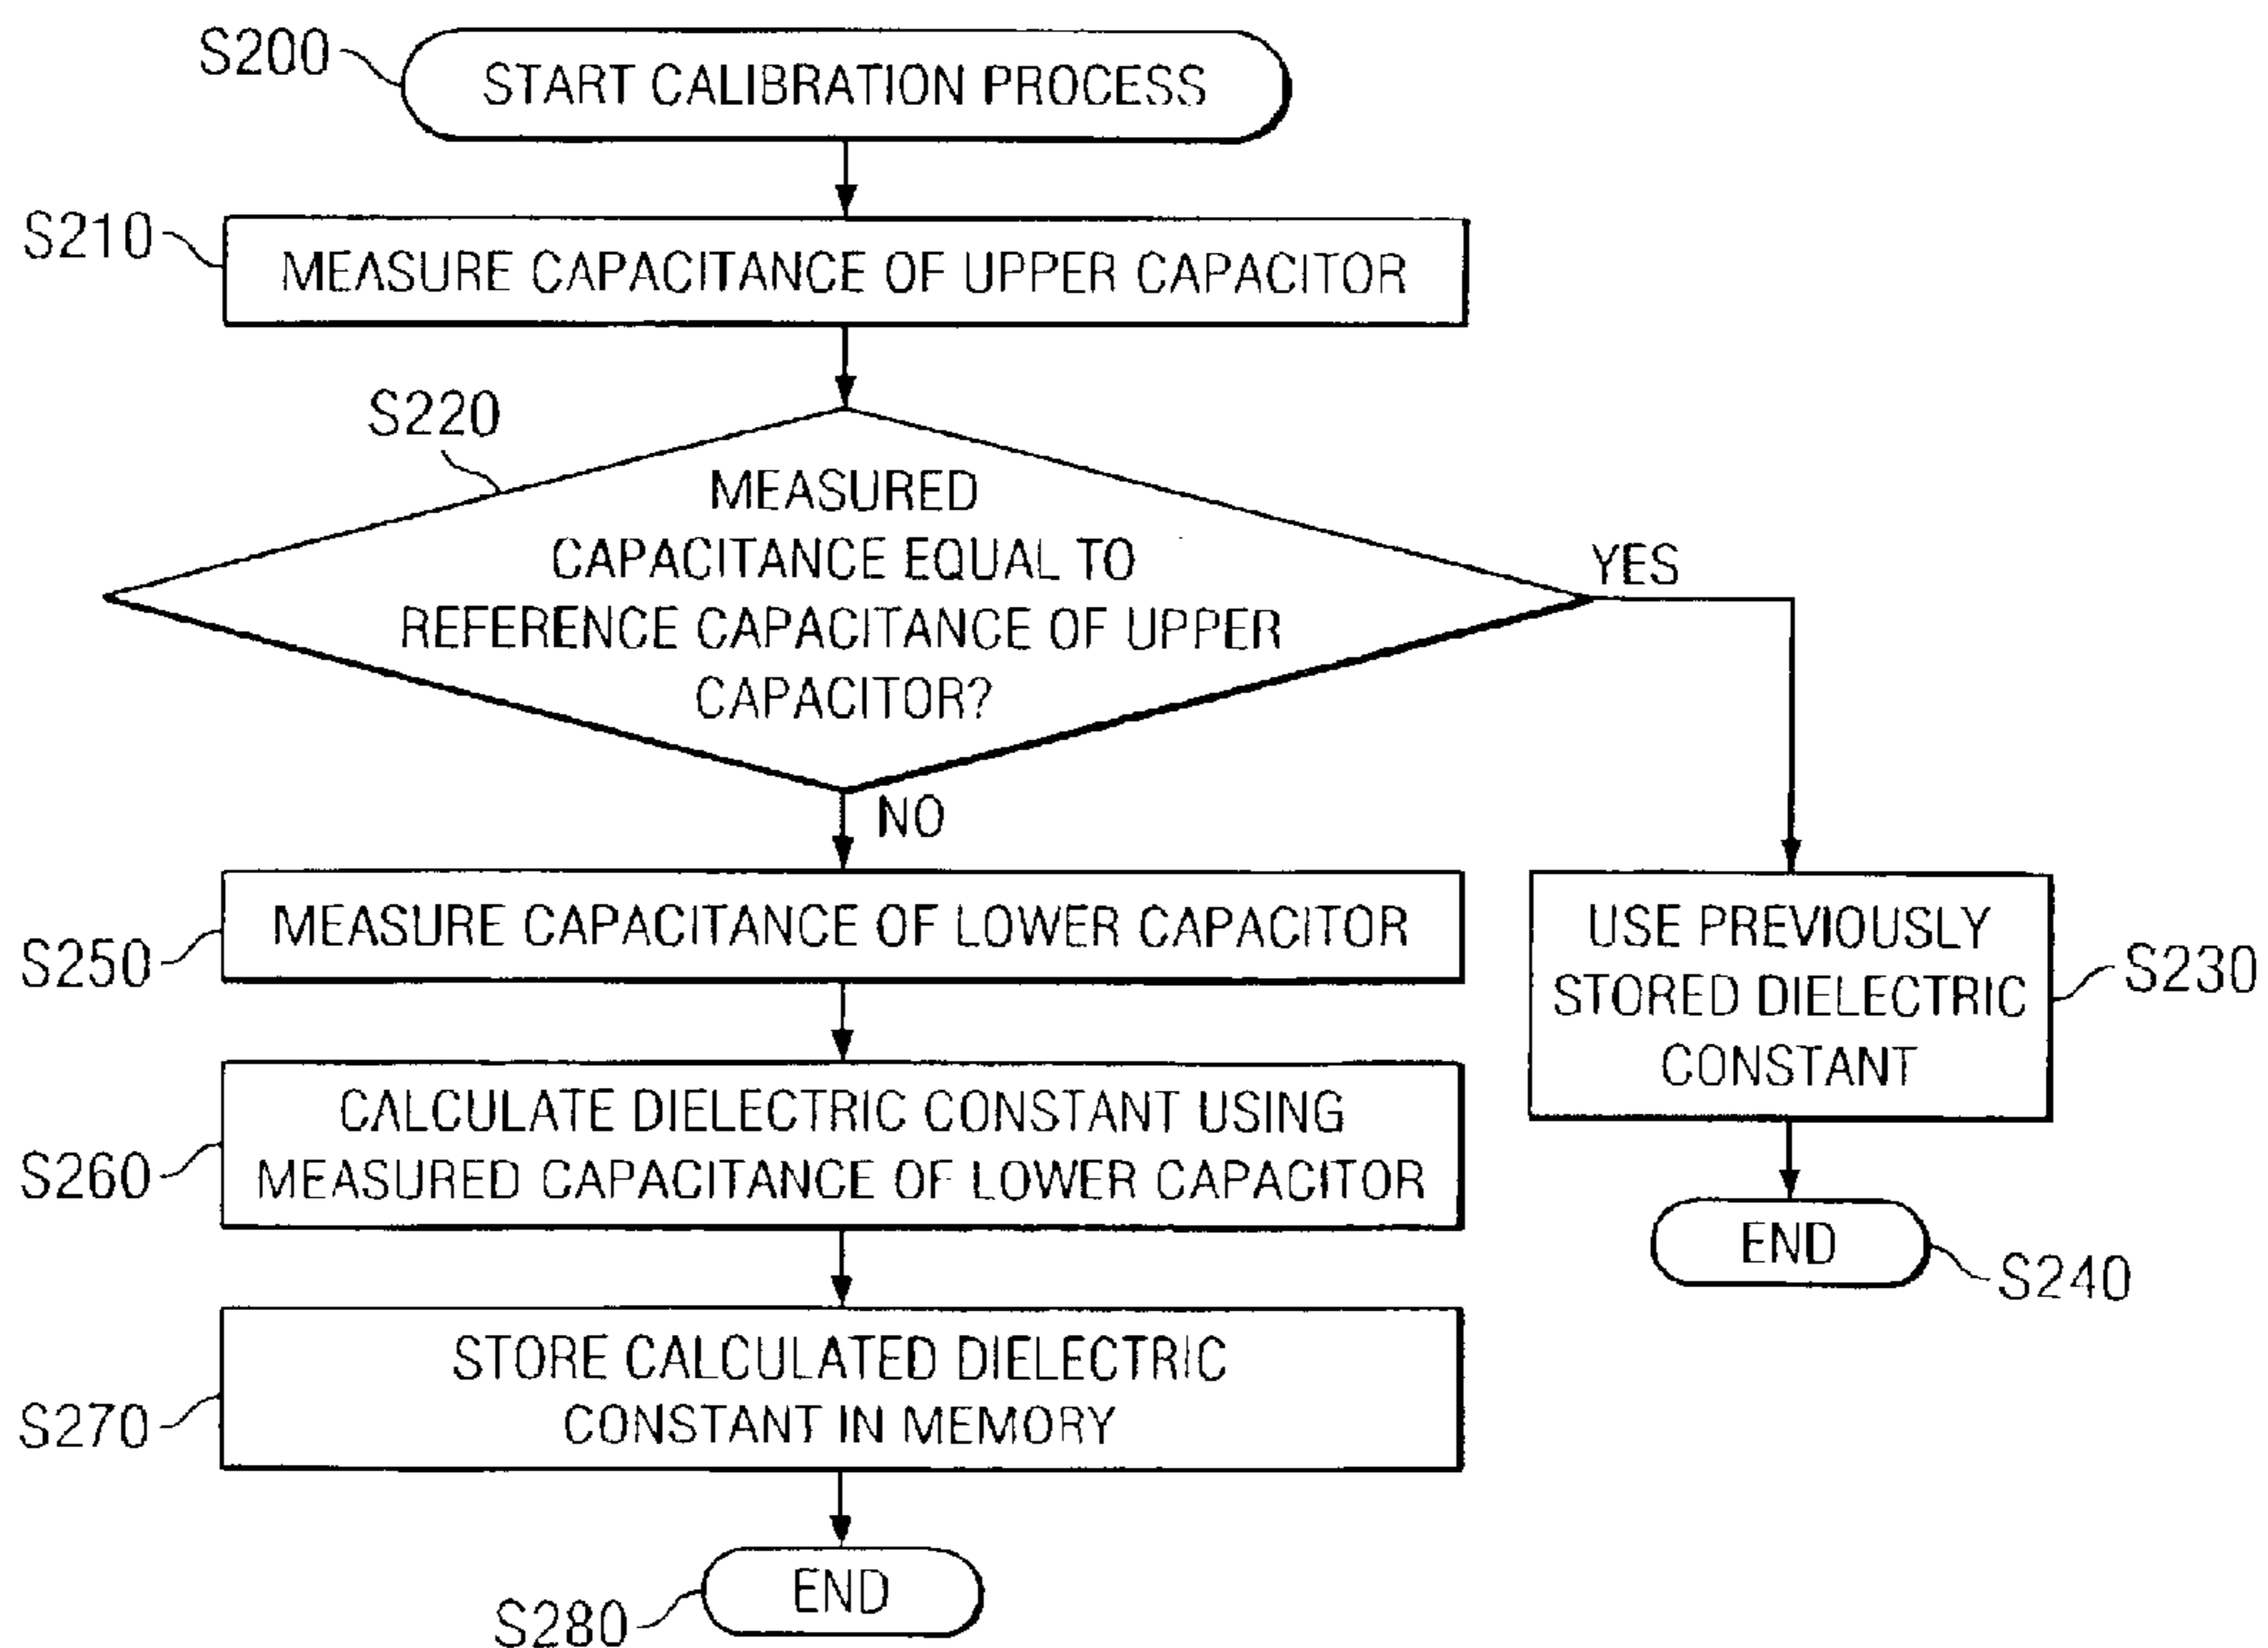 S200
START CALIBRATION PROCESS
S210
MEASURE CAPACITANCE OF UPPER CAPACITOR
S220
MEASURED
CAPACITANCE EQUAL TO
REFERENCE CAPACITANCE OF UPPER
CAPACITOR?
YES
NO
S250
MEASURE CAPACITANCE OF LOWER CAPACITOR
USE PREVIOUSLY
STORED DIELECTRIC
CONSTANT
S230
S260
CALCULATE DIELECTRIC CONSTANT USING
MEASURED CAPACITANCE OF LOWER CAPACITOR
END
S240
S270
STORE CALCULATED DIELECTRIC
CONSTANT IN MEMORY
END
S280